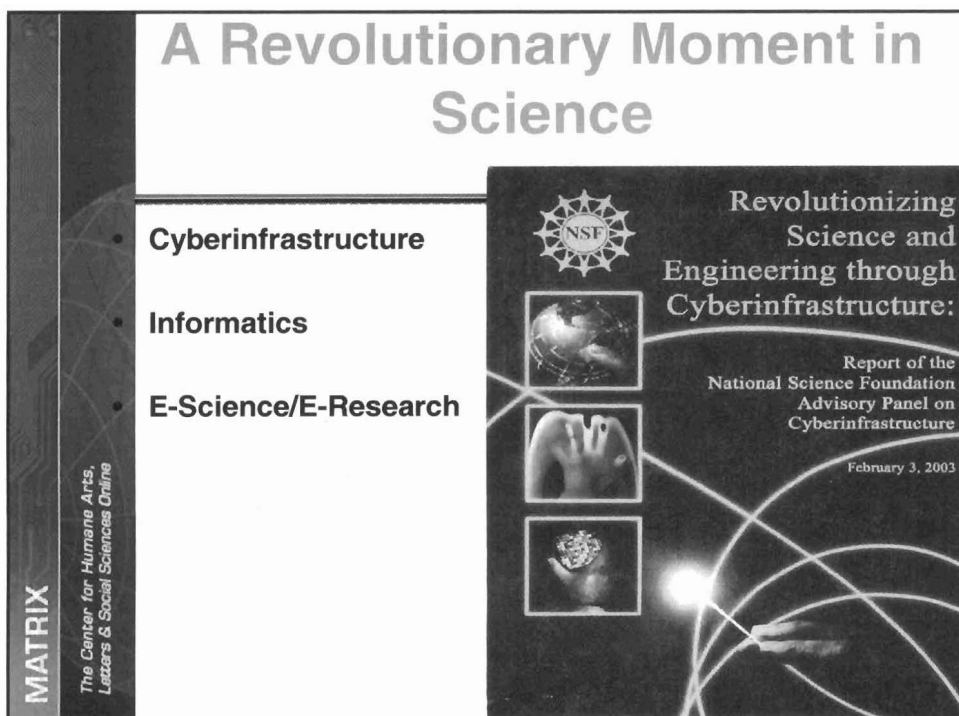 A Revolutionary Moment in
Science
• Cyberinfrastructure
• Informatics
• E-Science/E-Research
NSF
Revolutionizing
Science and
Engineering through
Cyberinfrastructure:
Report of the
National Science Foundation
Advisory Panel on
Cyberinfrastructure
February 3, 2003
MATRIX
The Center for Humane Arts,
Letters & Social Sciences Online